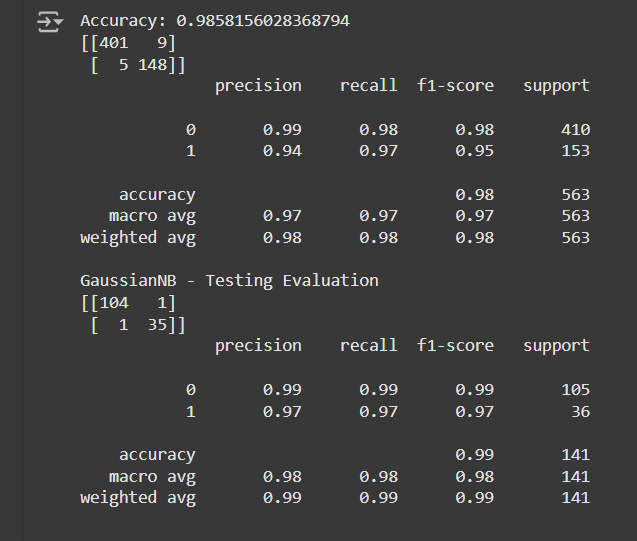 Accuracy: 0.9858156028368794
[[401   9]
 [  5 148]]
              precision    recall  f1-score   support

           0       0.99      0.98      0.98       410
           1       0.94      0.97      0.95       153

    accuracy                           0.98       563
   macro avg       0.97      0.97      0.97       563
weighted avg       0.98      0.98      0.98       563

GaussianNB - Testing Evaluation
[[104   1]
 [  1  35]]
              precision    recall  f1-score   support

           0       0.99      0.99      0.99       105
           1       0.97      0.97      0.97        36

    accuracy                           0.99       141
   macro avg       0.98      0.98      0.98       141
weighted avg       0.99      0.99      0.99       141